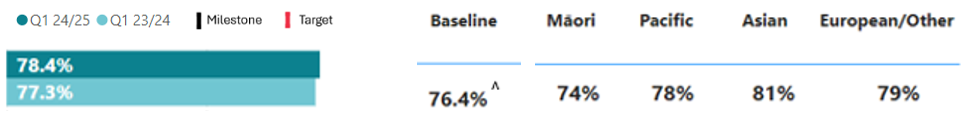 Q1 24/25 Q1 23/24 Milestone Target Baseline Māori Pacific Asian European/Other
78.4%
77.3% 76.4%^ 74% 78% 81% 79%